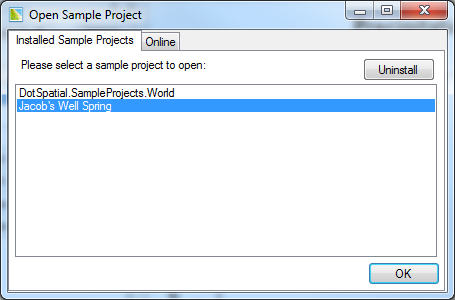 Open Sample Project
Installed Sample Projects
Online
Please select a sample project to open:
Uninstall
DotSpatial.SampleProjects.World
Jacob's Well Spring
OK